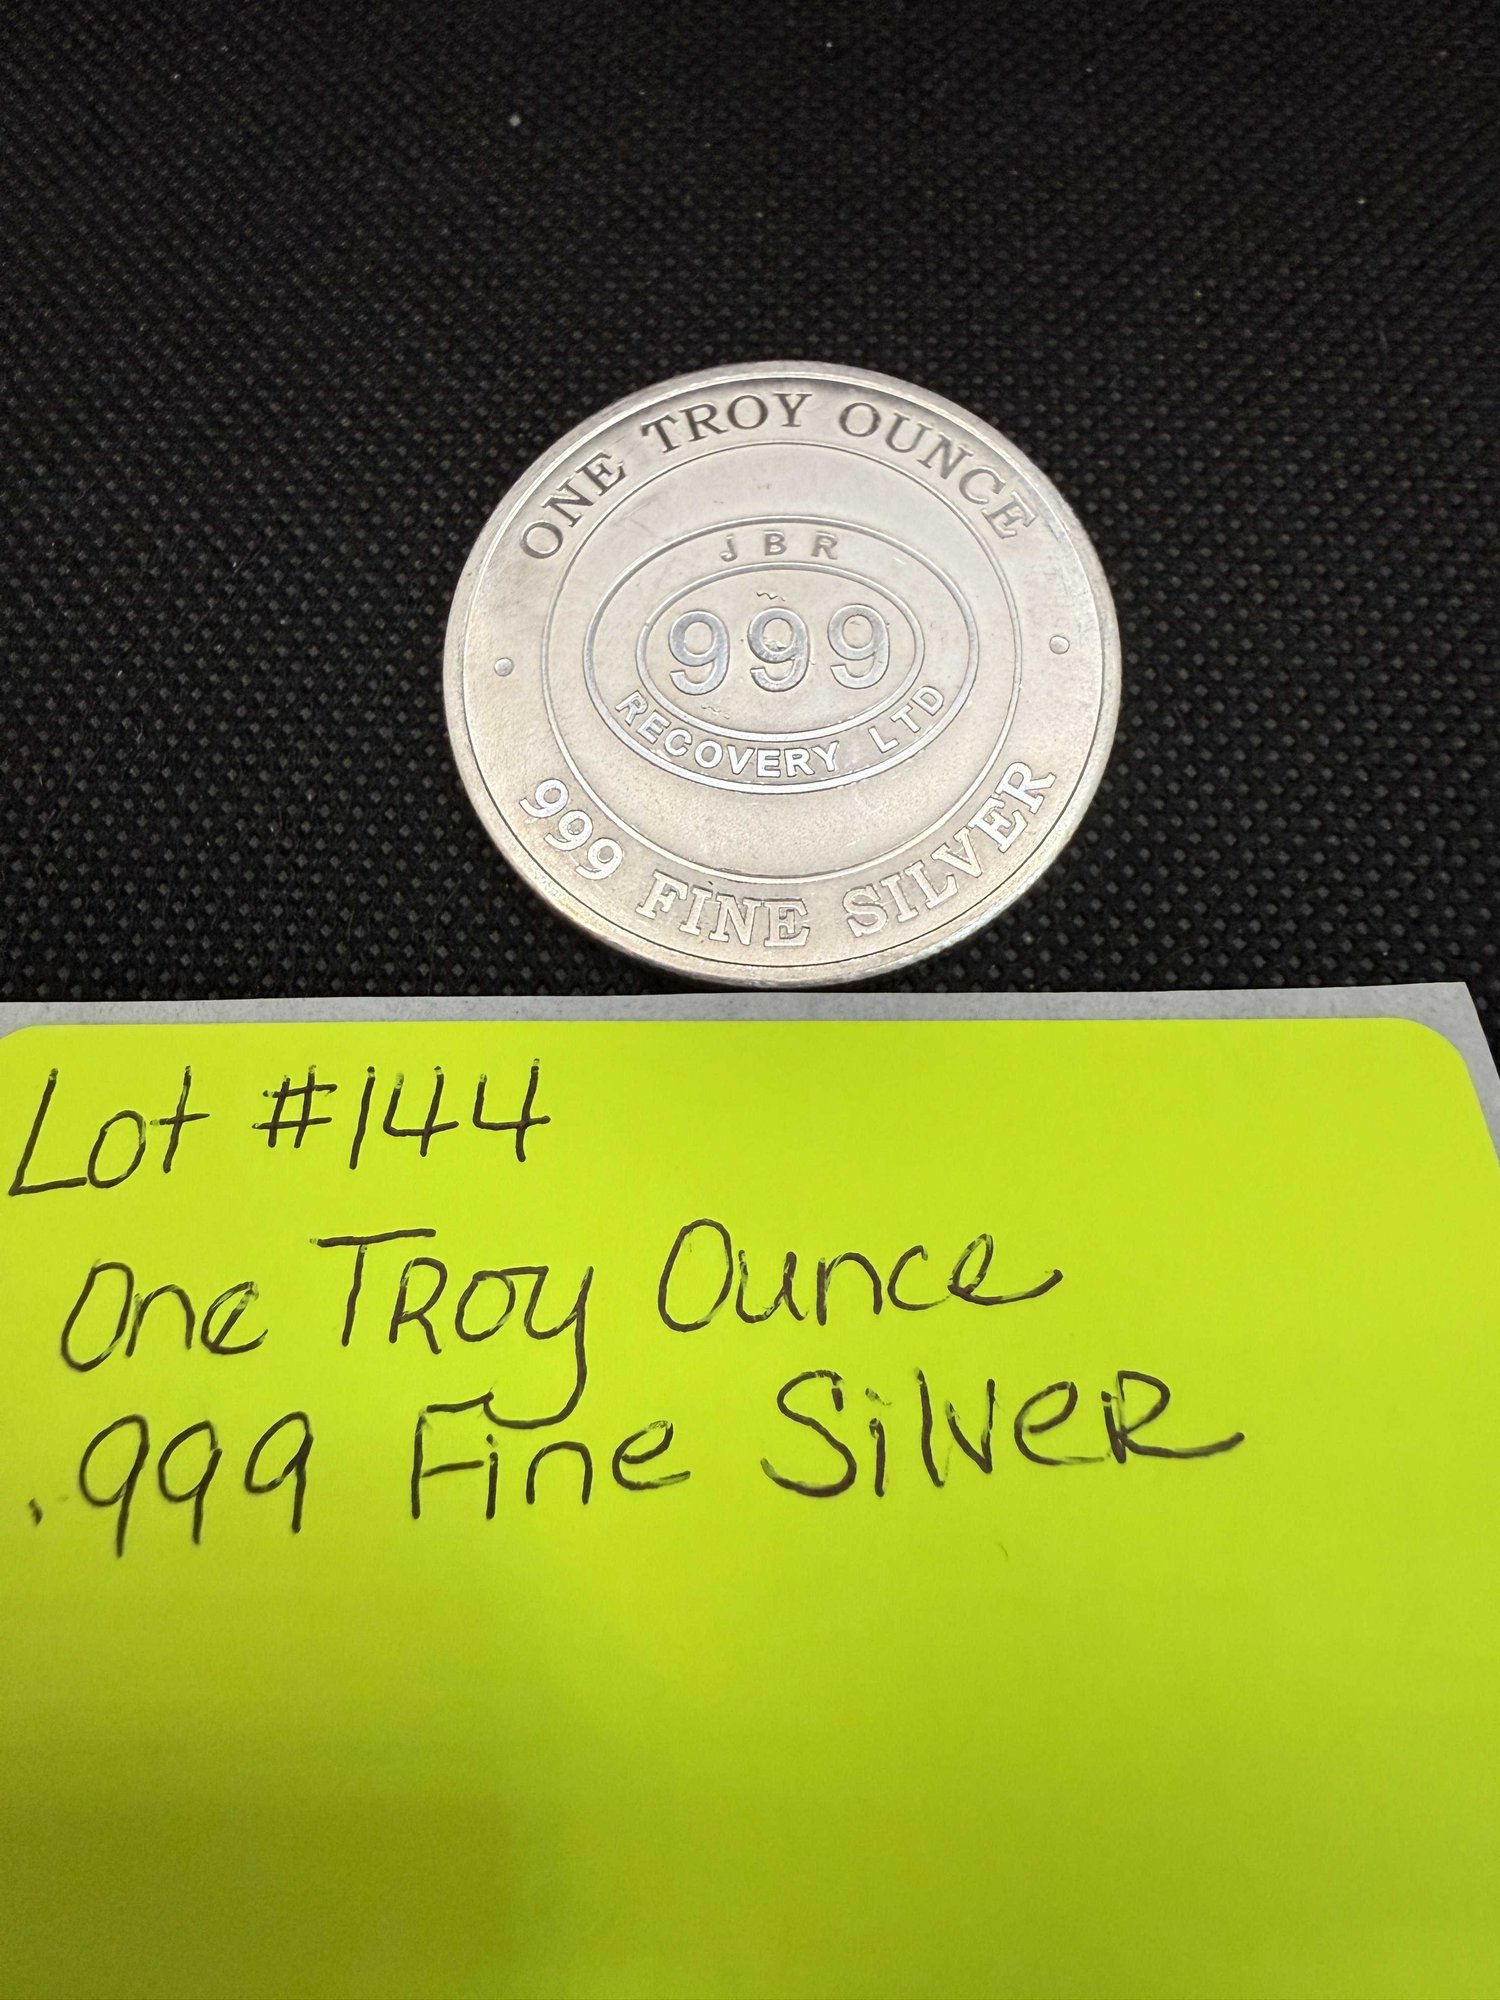 ONE TROY OUNCE
JBR
999
RECOVERY LTD
999 FINE SILVER
Lot #144
One TROY Ounce
.999 Fine SilveR